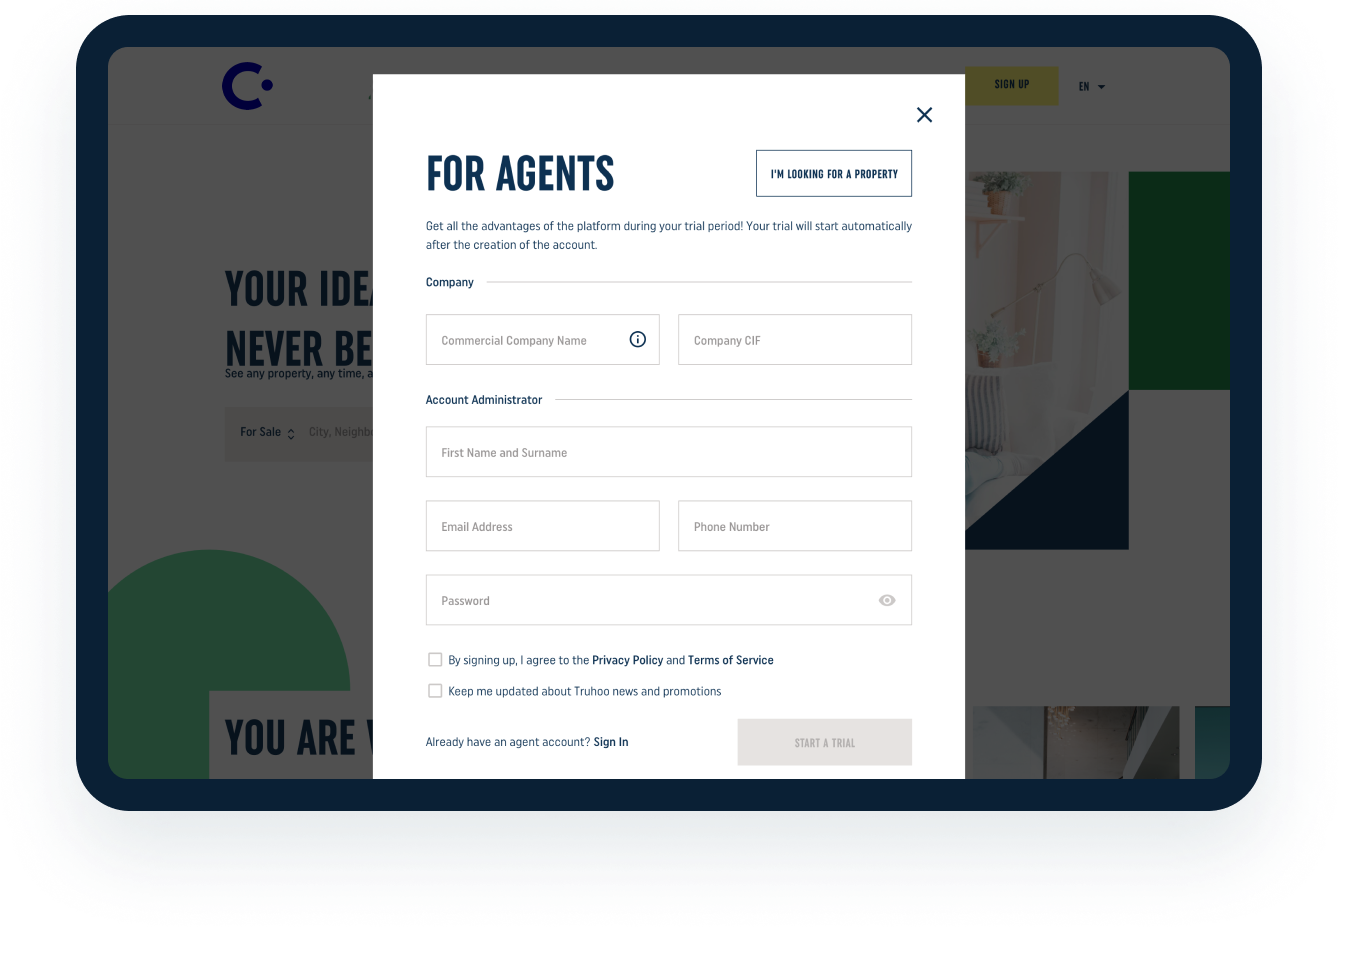 SIGN UP
EN
FOR AGENTS
I'M LOOKING FOR A PROPERTY
Get all the advantages of the platform during your trial period! Your trial will start automatically
after the creation of the account.
Company
Commercial Company Name
Company CIF
Account Administrator
First Name and Surname
Email Address
Phone Number
Password
By signing up, I agree to the Privacy Policy and Terms of Service
Keep me updated about Truhoo news and promotions
Already have an agent account? Sign In
START A TRIAL
YOUR
NEVER
See any property, any time,
For Sale
City,
YOU ARE